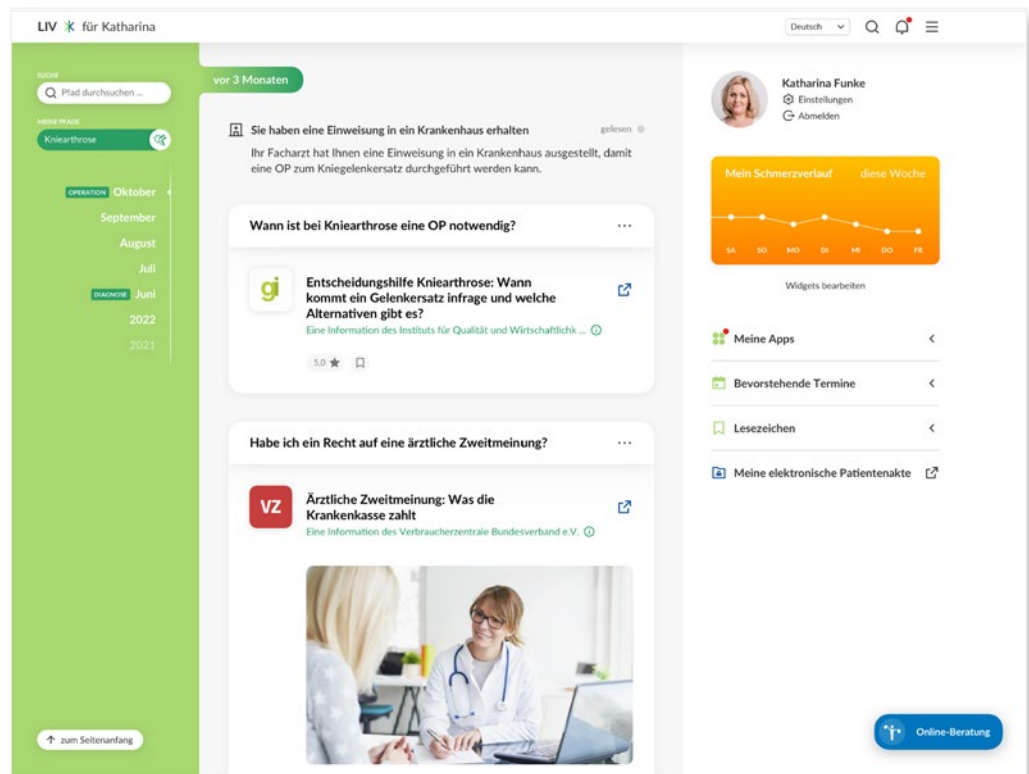 LIV für Katharina
Deutsch
SUCHE
Pfad durchsuchen ...
MEINE PFADE
Kniearthrose
OPERATION Oktober
September
August
Juli
DIAGNOSE Juni
2022
2021
zum Seitenanfang
vor 3 Monaten
Sie haben eine Einweisung in ein Krankenhaus erhalten
gelesen
Ihr Facharzt hat Ihnen eine Einweisung in ein Krankenhaus ausgestellt, damit
eine OP zum Kniegelenkersatz durchgeführt werden kann.
Wann ist bei Kniearthrose eine OP notwendig?
gi
Entscheidungshilfe Kniearthrose: Wann
kommt ein Gelenkersatz infrage und welche
Alternativen gibt es?
Eine Information des Instituts für Qualität und Wirtschaftlichk ...
5,0
Habe ich ein Recht auf eine ärztliche Zweitmeinung?
VZ
Ärztliche Zweitmeinung: Was die
Krankenkasse zahlt
Eine Information des Verbraucherzentrale Bundesverband e.V.
Katharina Funke
Einstellungen
Abmelden
Mein Schmerzverlauf diese Woche
SA SO MO DI MI DO FR
Widgets bearbeiten
Meine Apps
Bevorstehende Termine
Lesezeichen
Meine elektronische Patientenakte
Online-Beratung